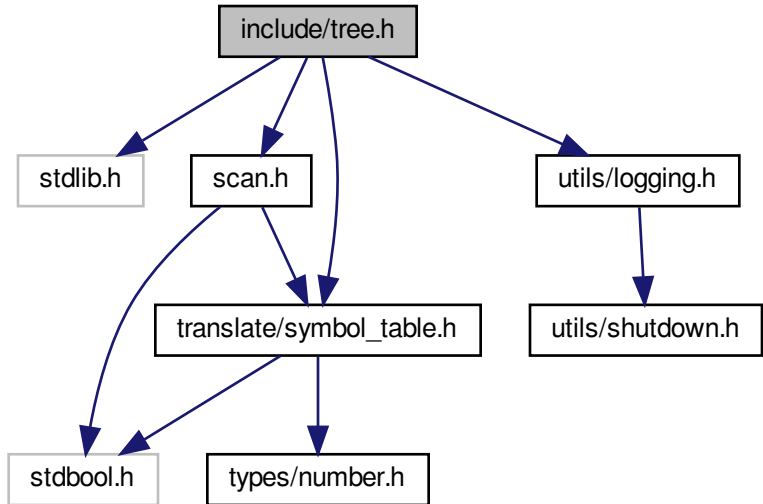 include/tree.h
stdlib.h
scan.h
utils/logging.h
translate/symbol_table.h
utils/shutdown.h
stdbool.h
types/number.h